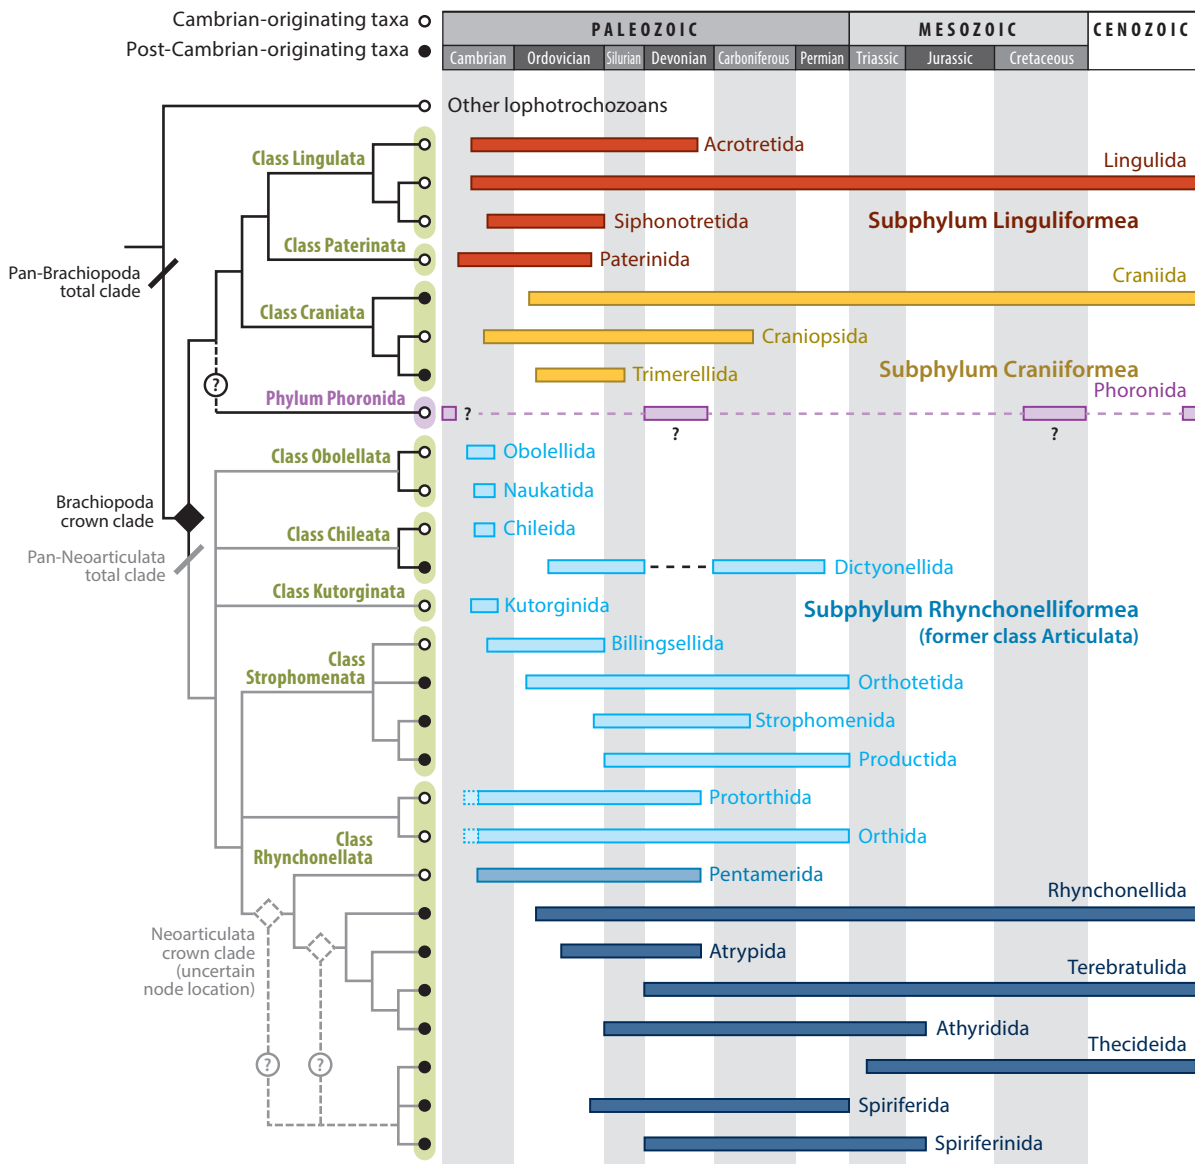 Cambrian-originating taxa
Post-Cambrian-originating taxa
PALEOZOIC
MESOZOIC
CENOZOIC
Cambrian
Ordovician
Silurian
Devonian
Carboniferous
Permian
Triassic
Jurassic
Cretaceous
Other lophotrochozoans
Class Lingulata
Acrotretida
Lingulida
Siphonotretida
Subphylum Linguliformea
Class Paterinata
Paterinida
Pan-Brachiopoda
total clade
Craniida
Class Craniata
Craniopsida
Trimerellida
Subphylum Craniiformea
?
Phylum Phoronida
Phoronida
?
?
?
Class Obolellata
Obolellida
Naukatida
Brachiopoda
crown clade
Class Chileata
Chileida
Pan-Neoarticulata
total clade
Dictyonellida
Class Kutorginata
Kutorginida
Subphylum Rhynchonelliformea
(former class Articulata)
Class
Strophomenata
Billingsellida
Orthotetida
Strophomenida
Productida
Protorthida
Class
Rhynchonellata
Orthida
Pentamerida
Rhynchonellida
Neoarticulata
crown clade
(uncertain
node location)
Atrypida
Terebratulida
Athyridida
Thecideida
?
?
Spiriferida
Spiriferinida